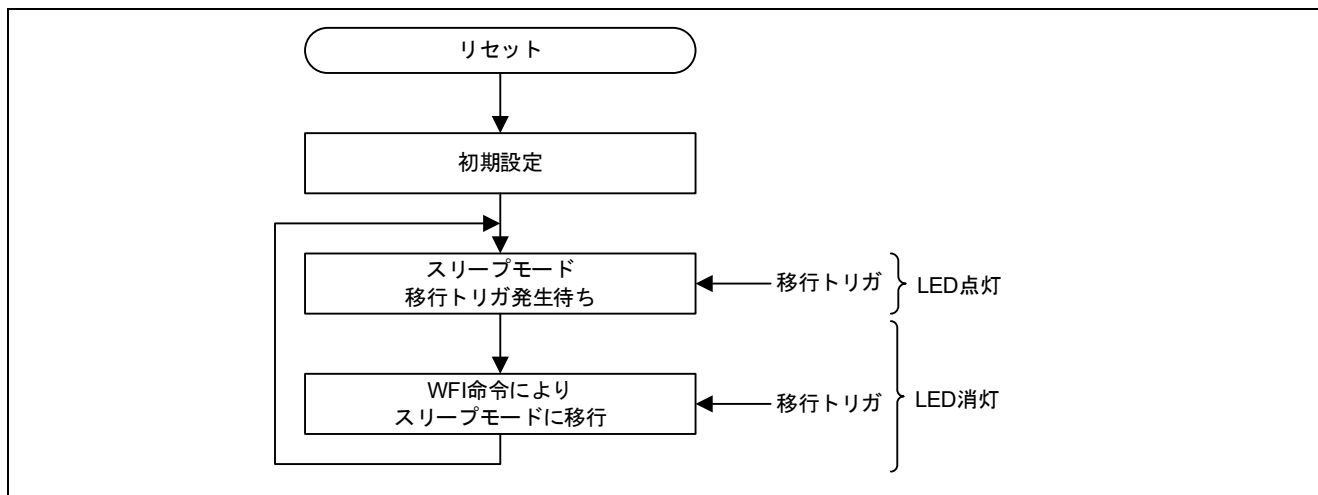 リセット
初期設定
スリープモード
移行トリガ発生待ち
移行トリガ
LED点灯
WFI命令により
スリープモードに移行
移行トリガ
LED消灯